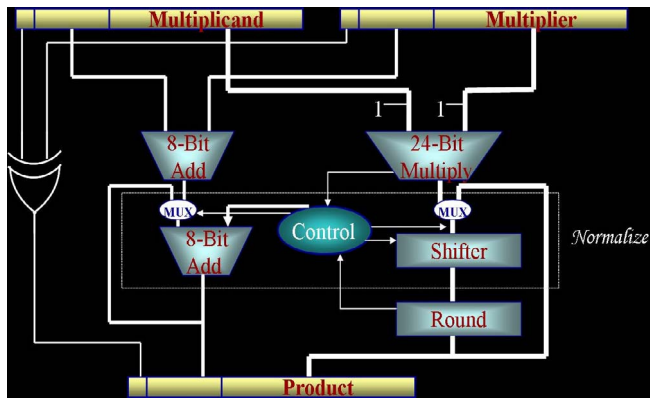 Multiplicand
Multiplier
1
1
8-Bit
Add
24-Bit
Multiply
MUX
MUX
Control
8-Bit
Add
Shifter
Normalize
Round
Product